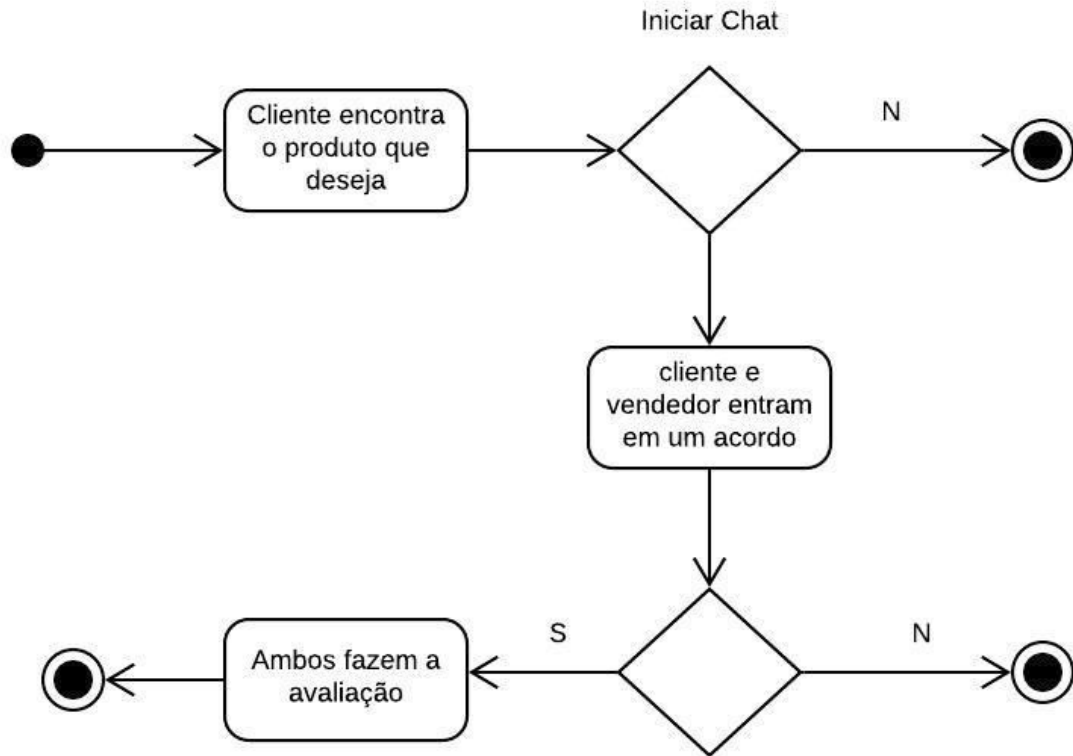 Iniciar Chat
Cliente encontra
o produto que
deseja
N
cliente e
vendedor entram
em um acordo
S
N
Ambos fazem a
avaliação